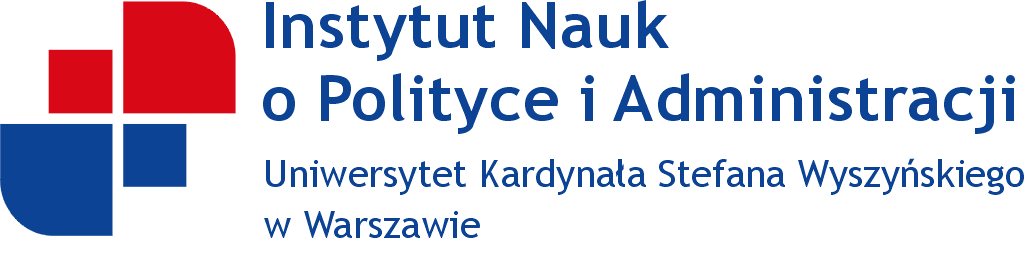 Instytut Nauk
o Polityce i Administracji
Uniwersytet Kardynała Stefana Wyszyńskiego
w Warszawie